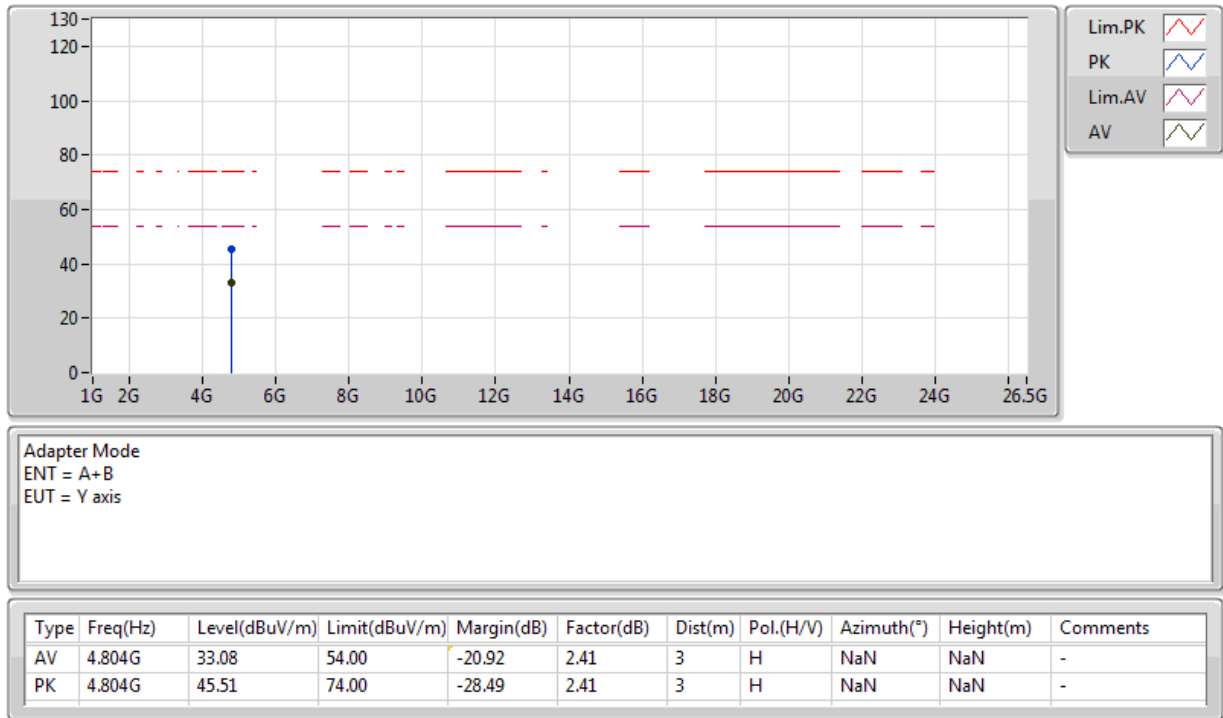 130
120
100
80
60
40
20
0
1G 2G 4G 6G 8G 10G 12G 14G 16G 18G 20G 22G 24G 26.5G
Lim.PK
PK
Lim.AV
AV
Adapter Mode
ENT = A+B
EUT = Y axis
Type Freq(Hz) Level(dBuV/m) Limit(dBuV/m) Margin(dB) Factor(dB) Dist(m) Pol.(H/V) Azimuth(°) Height(m) Comments
AV 4.804G 33.08 54.00 -20.92 2.41 3 H NaN NaN -
PK 4.804G 45.51 74.00 -28.49 2.41 3 H NaN NaN -